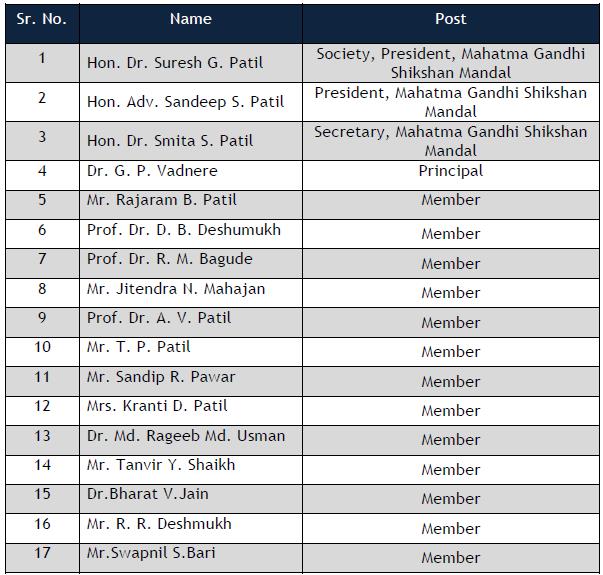 Sr. No. Name Post
1 Hon. Dr. Suresh G. Patil Society, President, Mahatma Gandhi
Shikshan Mandal
2 Hon. Adv. Sandeep S. Patil President, Mahatma Gandhi Shikshan
Mandal
3 Hon. Dr. Smita S. Patil Secretary, Mahatma Gandhi Shikshan
Mandal
4 Dr. G. P. Vadnere Principal
5 Mr. Rajaram B. Patil Member
6 Prof. Dr. D. B. Deshumukh Member
7 Prof. Dr. R. M. Bagude Member
8 Mr. Jitendra N. Mahajan Member
9 Prof. Dr. A. V. Patil Member
10 Mr. T. P. Patil Member
11 Mr. Sandip R. Pawar Member
12 Mrs. Kranti D. Patil Member
13 Dr. Md. Rageeb Md. Usman Member
14 Mr. Tanvir Y. Shaikh Member
15 Dr.Bharat V.Jain Member
16 Mr. R. R. Deshmukh Member
17 Mr.Swapnil S.Bari Member